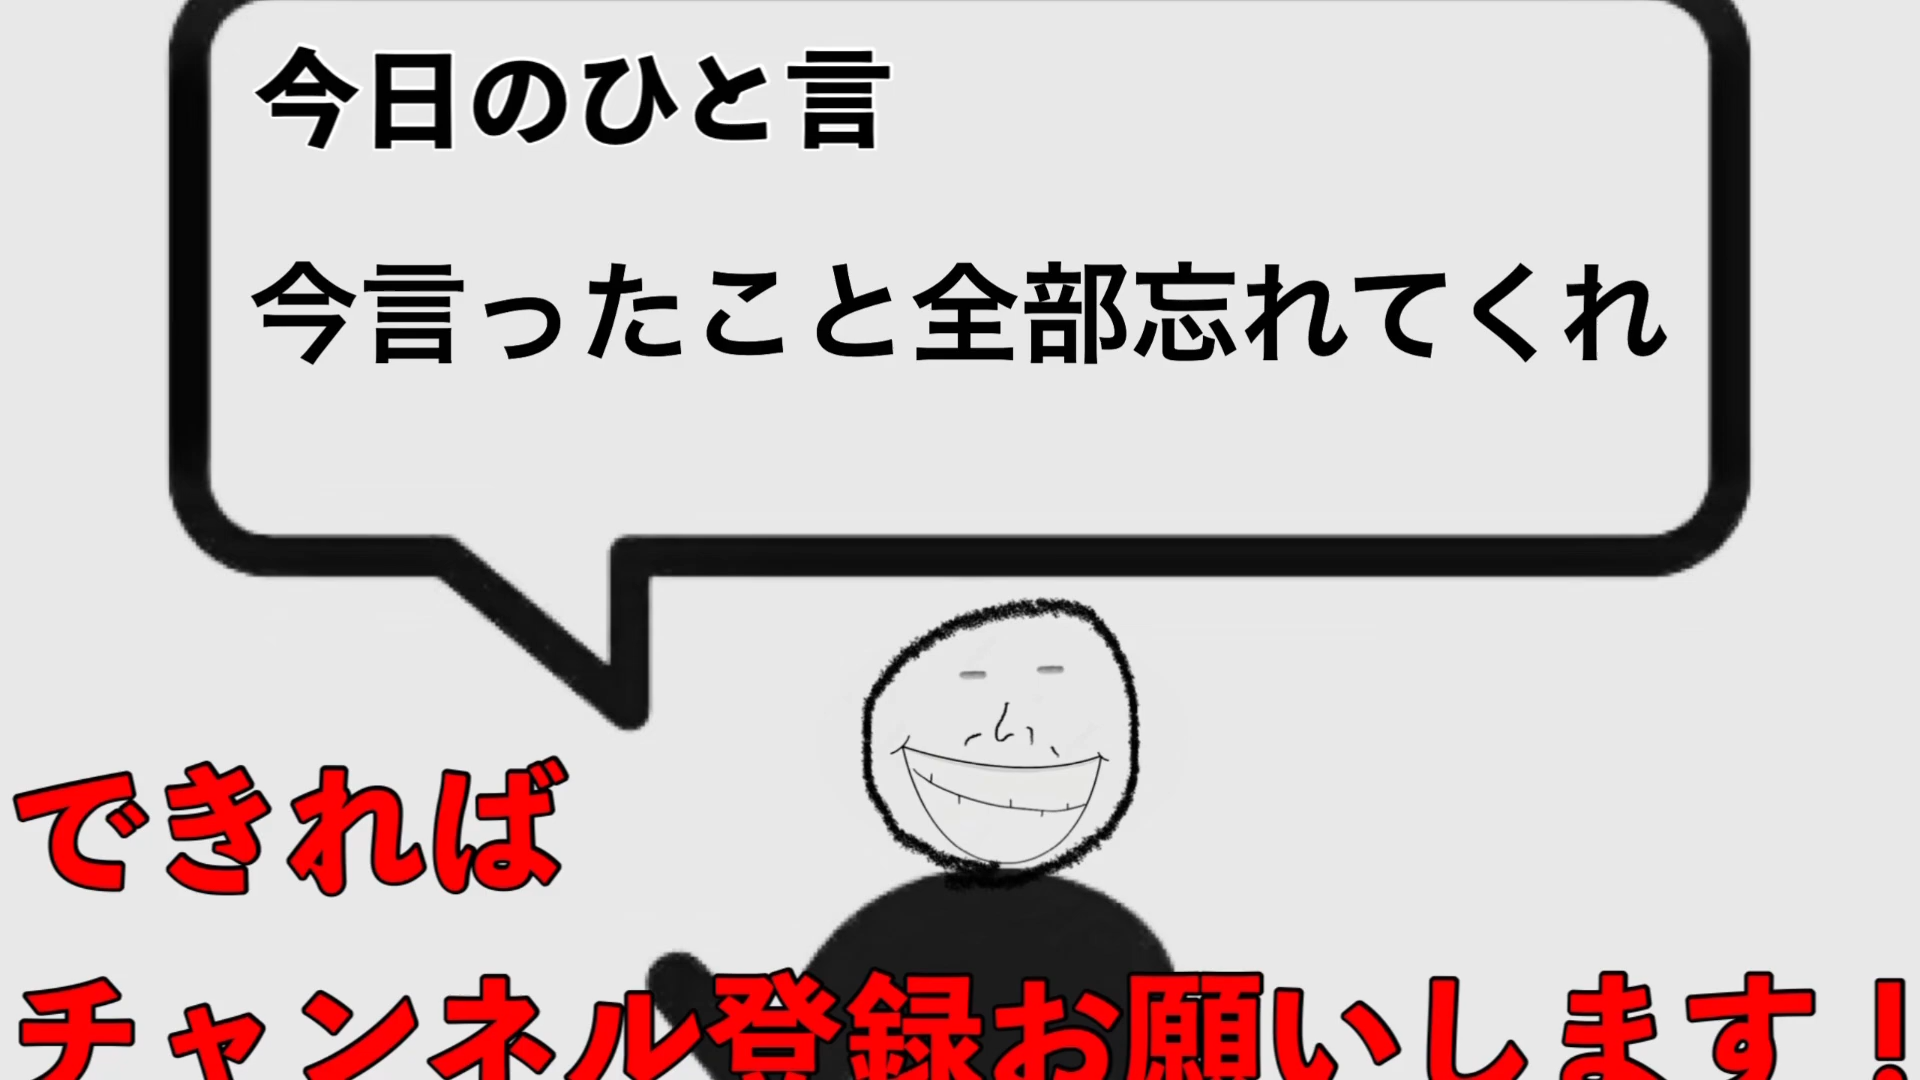 今日のひと言
今言ったこと全部忘れてくれ
できれば
チャンネル登録お願いします！